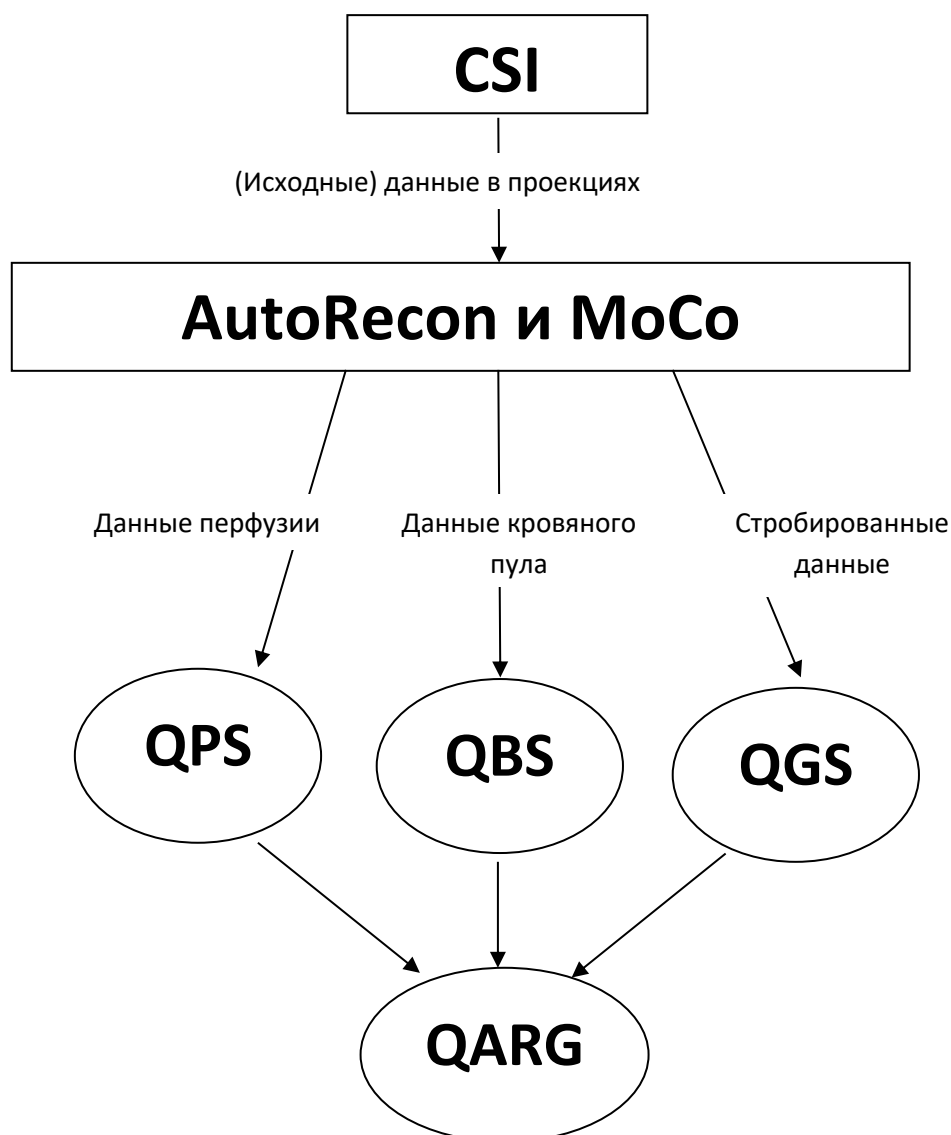 CSI
(Исходные) данные в проекциях
AutoRecon и MoCo
Данные перфузии
Данные кровяного
пула
Стробированные
данные
QPS
QBS
QGS
QARG